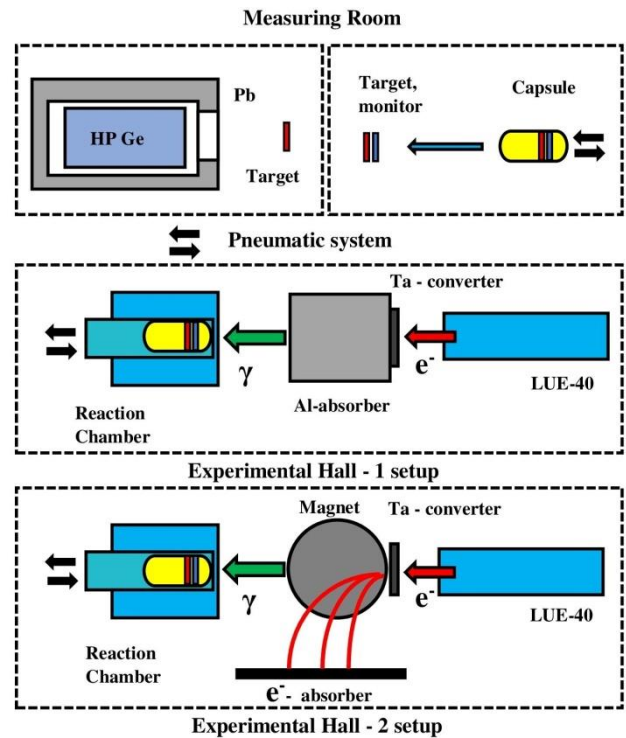 Measuring Room
HP Ge
Pb
Target
Target,
monitor
Capsule
Pneumatic system
Ta - converter
γ
e-
Al-absorber
LUE-40
Reaction
Chamber
Experimental Hall - 1 setup
Magnet
Ta - converter
γ
e-
LUE-40
Reaction
Chamber
e- - absorber
Experimental Hall - 2 setup